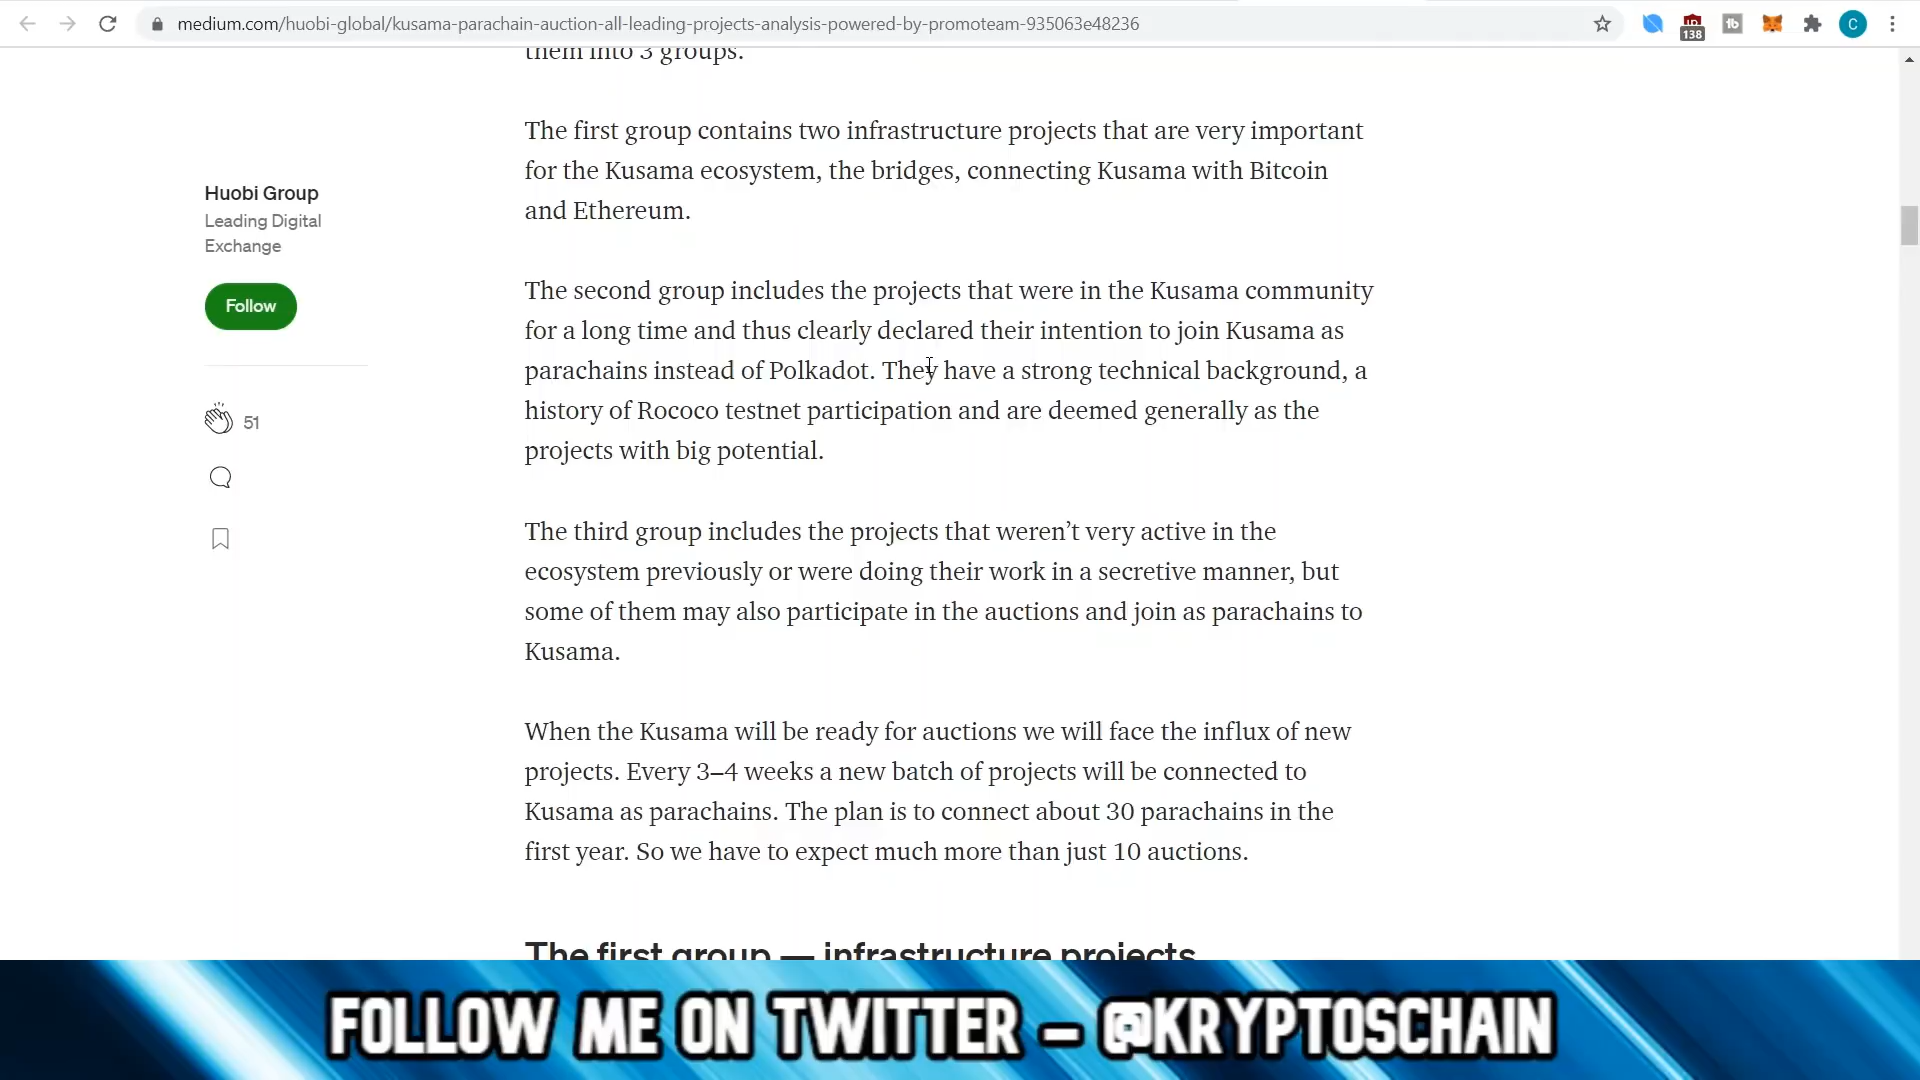 medium.com/huobi-global/kusama-parachain-auction-all-leading-projects-analysis-powered-by-promoteam-935063e48236
138
tb
C
them into 3 groups.
The first group contains two infrastructure projects that are very important
for the Kusama ecosystem, the bridges, connecting Kusama with Bitcoin
and Ethereum.
Huobi Group
Leading Digital
Exchange
Follow
51
The second group includes the projects that were in the Kusama community
for a long time and thus clearly declared their intention to join Kusama as
parachains instead of Polkadot. They have a strong technical background, a
history of Rococo testnet participation and are deemed generally as the
projects with big potential.
The third group includes the projects that weren’t very active in the
ecosystem previously or were doing their work in a secretive manner, but
some of them may also participate in the auctions and join as parachains to
Kusama.
When the Kusama will be ready for auctions we will face the influx of new
projects. Every 3–4 weeks a new batch of projects will be connected to
Kusama as parachains. The plan is to connect about 30 parachains in the
first year. So we have to expect much more than just 10 auctions.
The first group — infrastructure projects
FOLLOW ME ON TWITTER – @KRYPTOSCHAIN